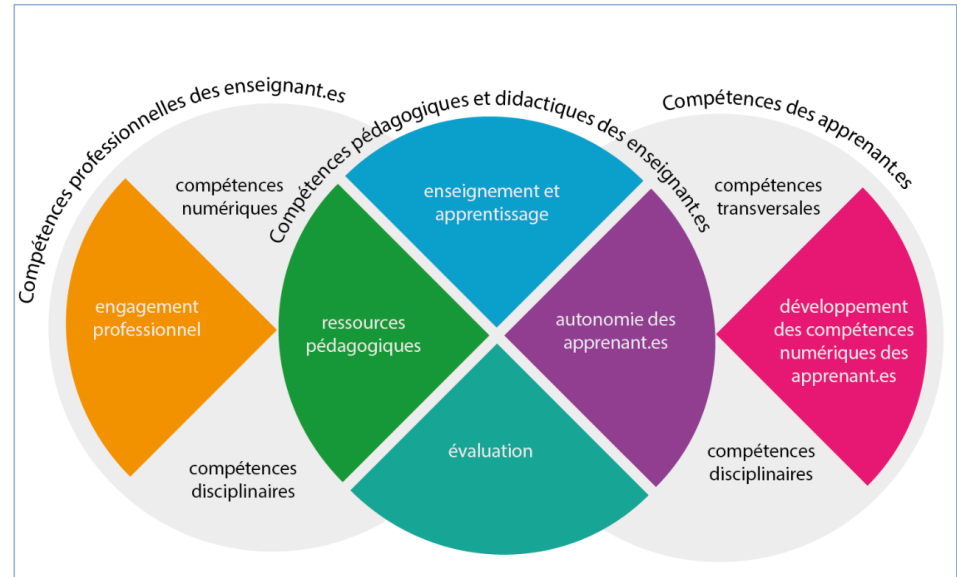 Compétences professionnelles des enseignant.es
Compétences pédagogiques et didactiques des enseignant.es
Compétences des apprenant.es
compétences
numériques
enseignement et
apprentissage
compétences
transversales
engagement
professionnel
ressources
pédagogiques
autonomie des
apprenant.es
développement
des compétences
numériques des
apprenant.es
compétences
disciplinaires
évaluation
compétences
disciplinaires